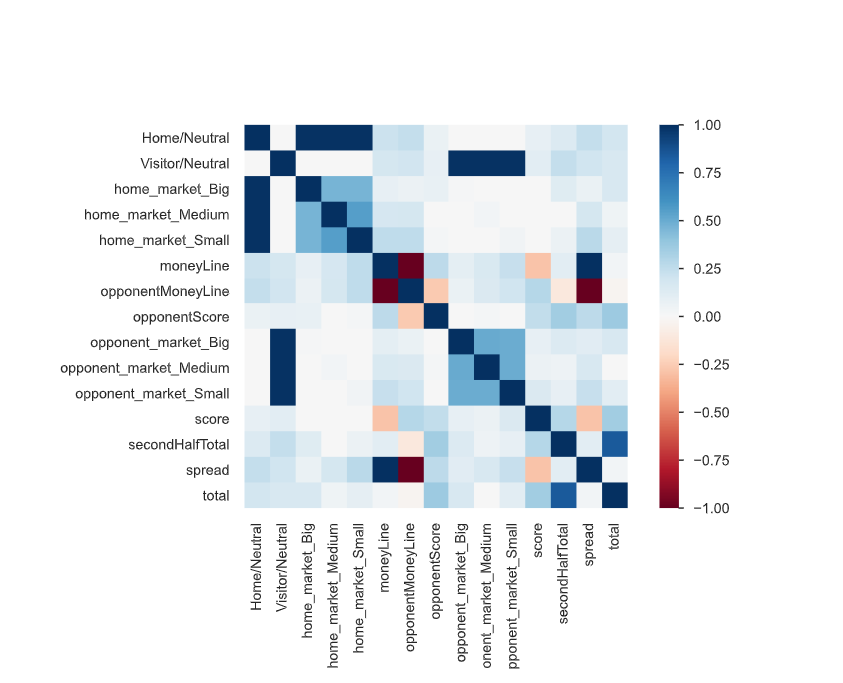 Home/Neutral
Visitor/Neutral
home_market_Big
home_market_Medium
home_market_Small
moneyLine
opponentMoneyLine
opponentScore
opponent_market_Big
opponent_market_Medium
opponent_market_Small
score
secondHalfTotal
spread
total
Home/Neutral
Visitor/Neutral
home_market_Big
home_market_Medium
home_market_Small
moneyLine
opponentMoneyLine
opponentScore
opponent_market_Big
onent_market_Medium
pponent_market_Small
score
secondHalfTotal
spread
total
1.00
0.75
0.50
0.25
0.00
−0.25
−0.50
−0.75
−1.00